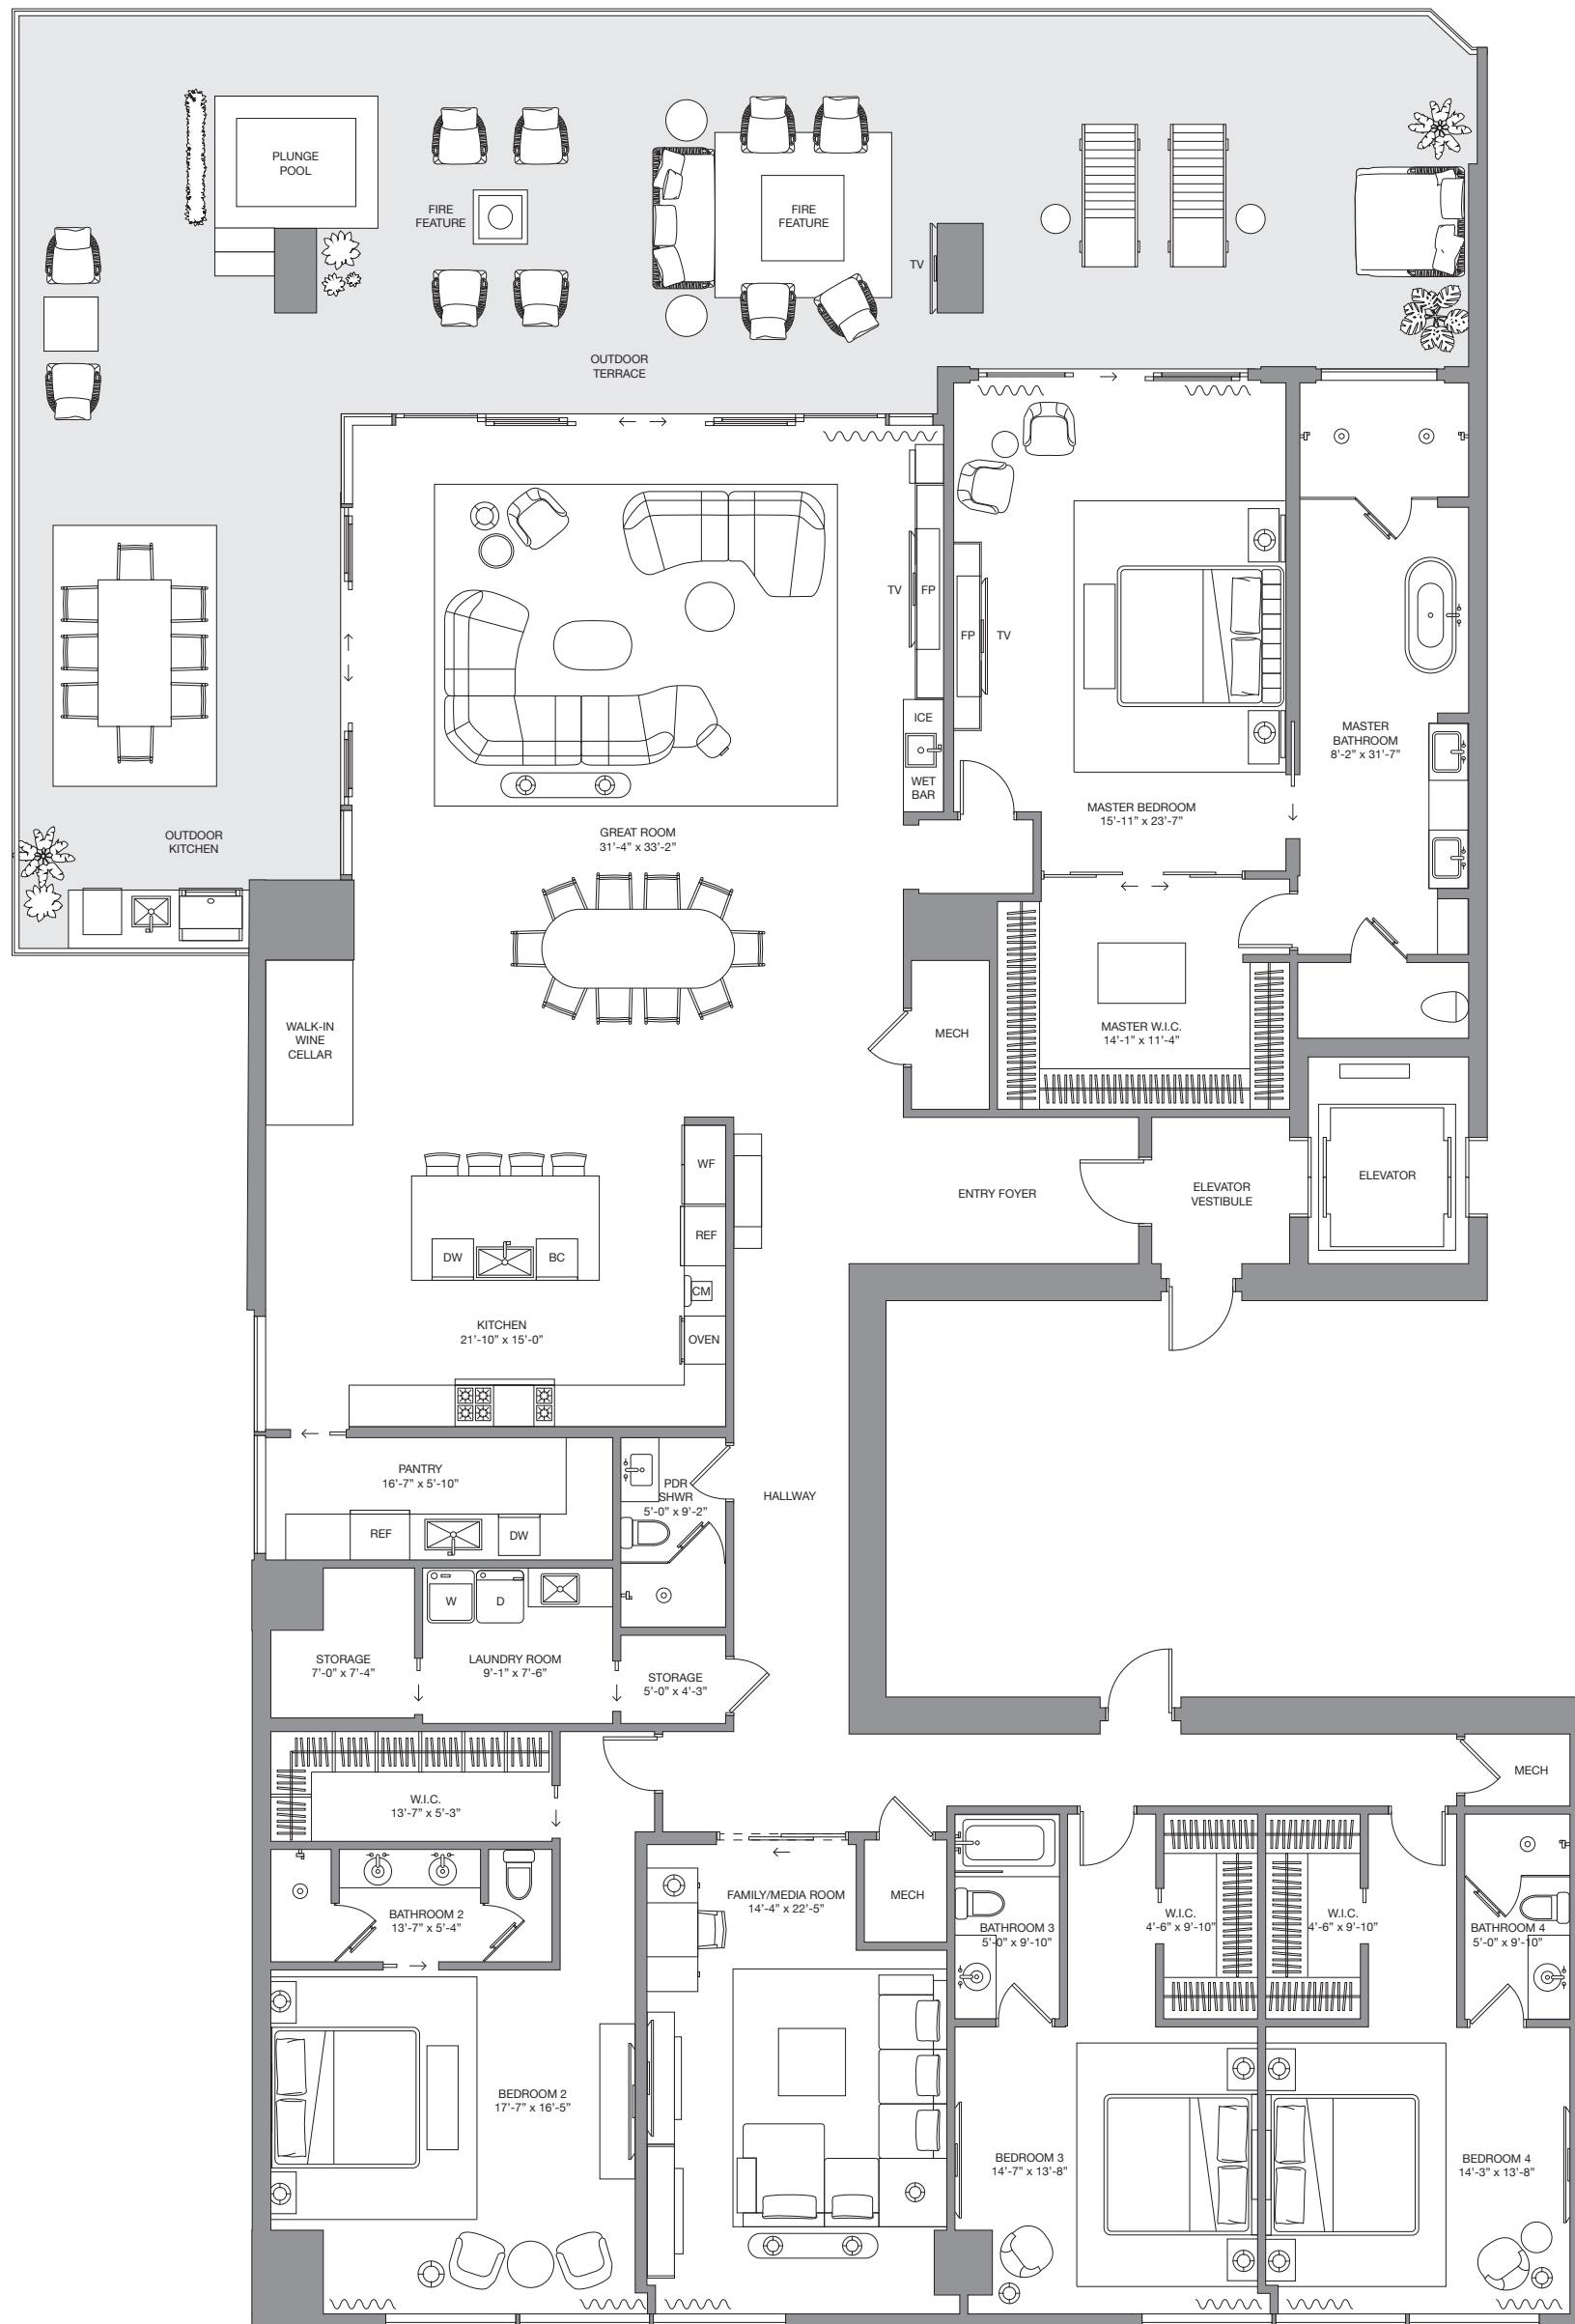 PLUNGE
POOL
FIRE
FEATURE
FIRE
FEATURE
TV
OUTDOOR
TERRACE
TV
FP
FP
TV
ICE
WET
BAR
MASTER
BATHROOM
8'-2" x 31'-7"
MASTER BEDROOM
15'-11" x 23'-7"
OUTDOOR
KITCHEN
GREAT ROOM
31'-4" x 33'-2"
WALK-IN
WINE
CELLAR
MECH
MASTER W.I.C.
14'-1" x 11'-4"
WF
REF
CM
OVEN
DW
BC
ENTRY FOYER
ELEVATOR
VESTIBULE
ELEVATOR
KITCHEN
21'-10" x 15'-0"
PANTRY
16'-7" x 5'-10"
REF
DW
PDR
SHWR
5'-0" x 9'-2"
HALLWAY
W
D
STORAGE
7'-0" x 7'-4"
LAUNDRY ROOM
9'-1" x 7'-6"
STORAGE
5'-0" x 4'-3"
MECH
W.I.C.
13'-7" x 5'-3"
BATHROOM 2
13'-7" x 5'-4"
FAMILY/MEDIA ROOM
14'-4" x 22'-5"
MECH
BATHROOM 3
5'-0" x 9'-10"
W.I.C.
4'-6" x 9'-10"
W.I.C.
4'-6" x 9'-10"
BATHROOM 4
5'-0" x 9'-10"
BEDROOM 2
17'-7" x 16'-5"
BEDROOM 3
14'-7" x 13'-8"
BEDROOM 4
14'-3" x 13'-8"